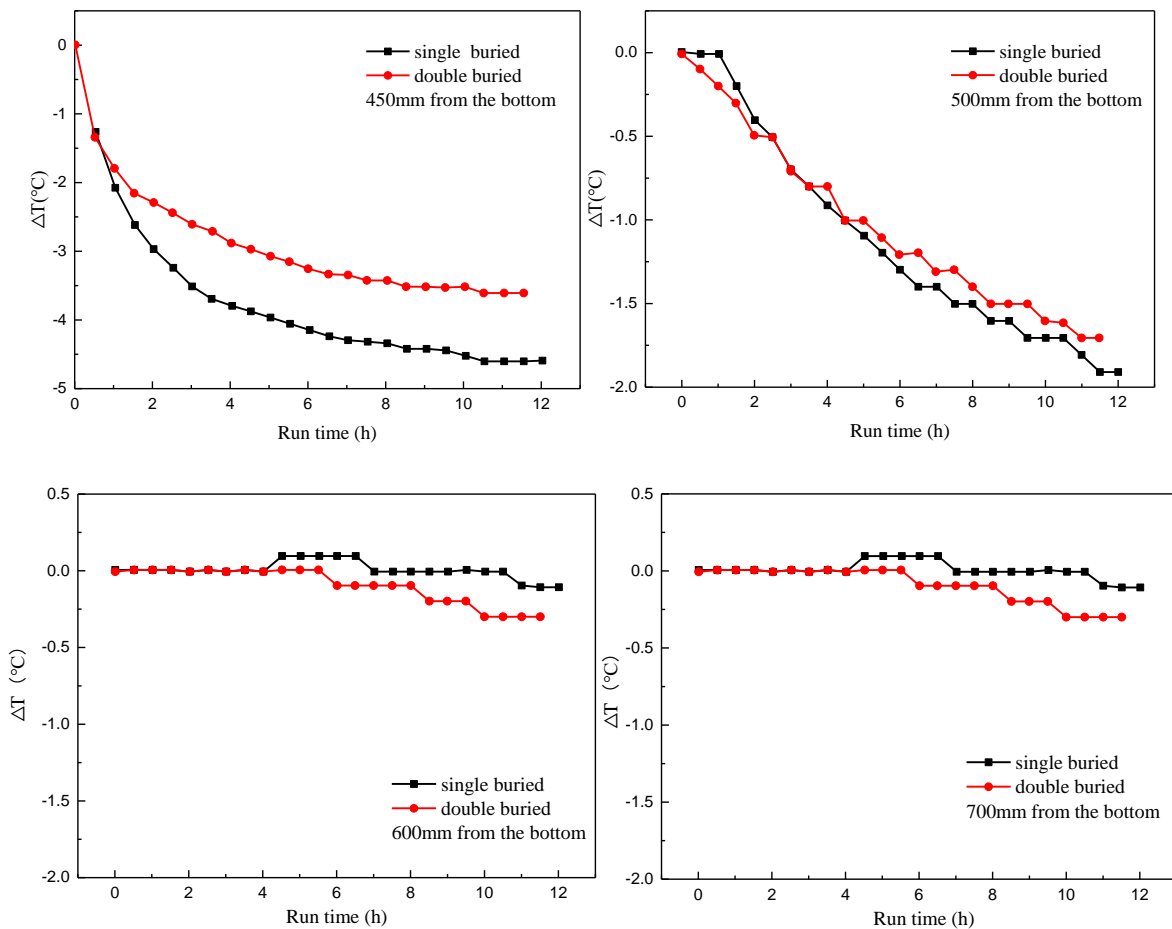 0
-1
-2
-3
-4
-5
△T(°C)
single buried
double buried
450mm from the bottom
0 2 4 6 8 10 12
Run time (h)
0.0
-0.5
-1.0
-1.5
-2.0
△T(°C)
single buried
double buried
500mm from the bottom
0 2 4 6 8 10 12
Run time (h)
0.5
0.0
-0.5
-1.0
-1.5
-2.0
△T（°C）
single buried
double buried
600mm from the bottom
0 2 4 6 8 10 12
Run time (h)
0.5
0.0
-0.5
-1.0
-1.5
-2.0
△T（°C）
single buried
double buried
700mm from the bottom
0 2 4 6 8 10 12
Run time (h)